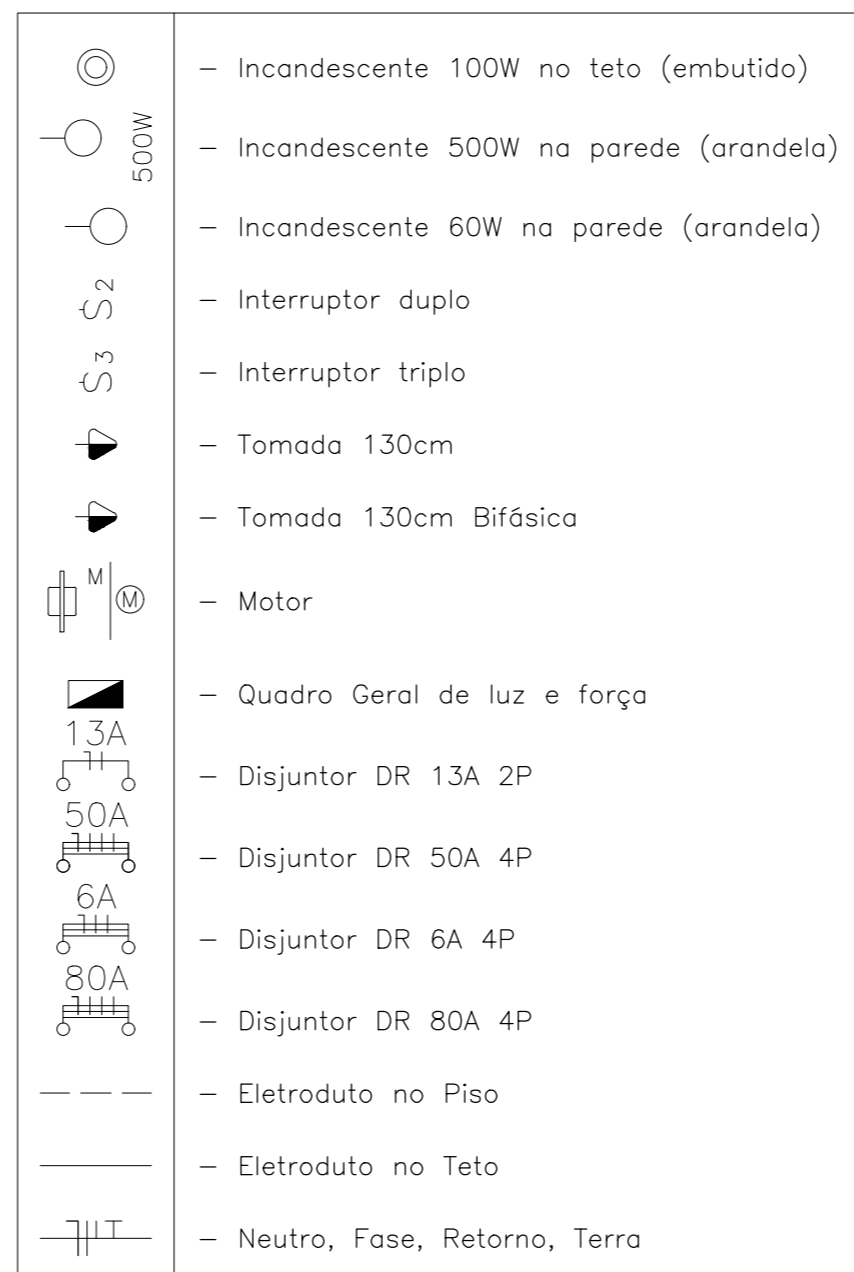 – Incandescente 100W no teto (embutido)
500W – Incandescente 500W na parede (arandela)
– Incandescente 60W na parede (arandela)
S2 – Interruptor duplo
S3 – Interruptor triplo
– Tomada 130cm
– Tomada 130cm Bifásica
M M – Motor
– Quadro Geral de luz e força
13A
– Disjuntor DR 13A 2P
50A
– Disjuntor DR 50A 4P
6A
– Disjuntor DR 6A 4P
80A
– Disjuntor DR 80A 4P
– Eletroduto no Piso
– Eletroduto no Teto
– Neutro, Fase, Retorno, Terra